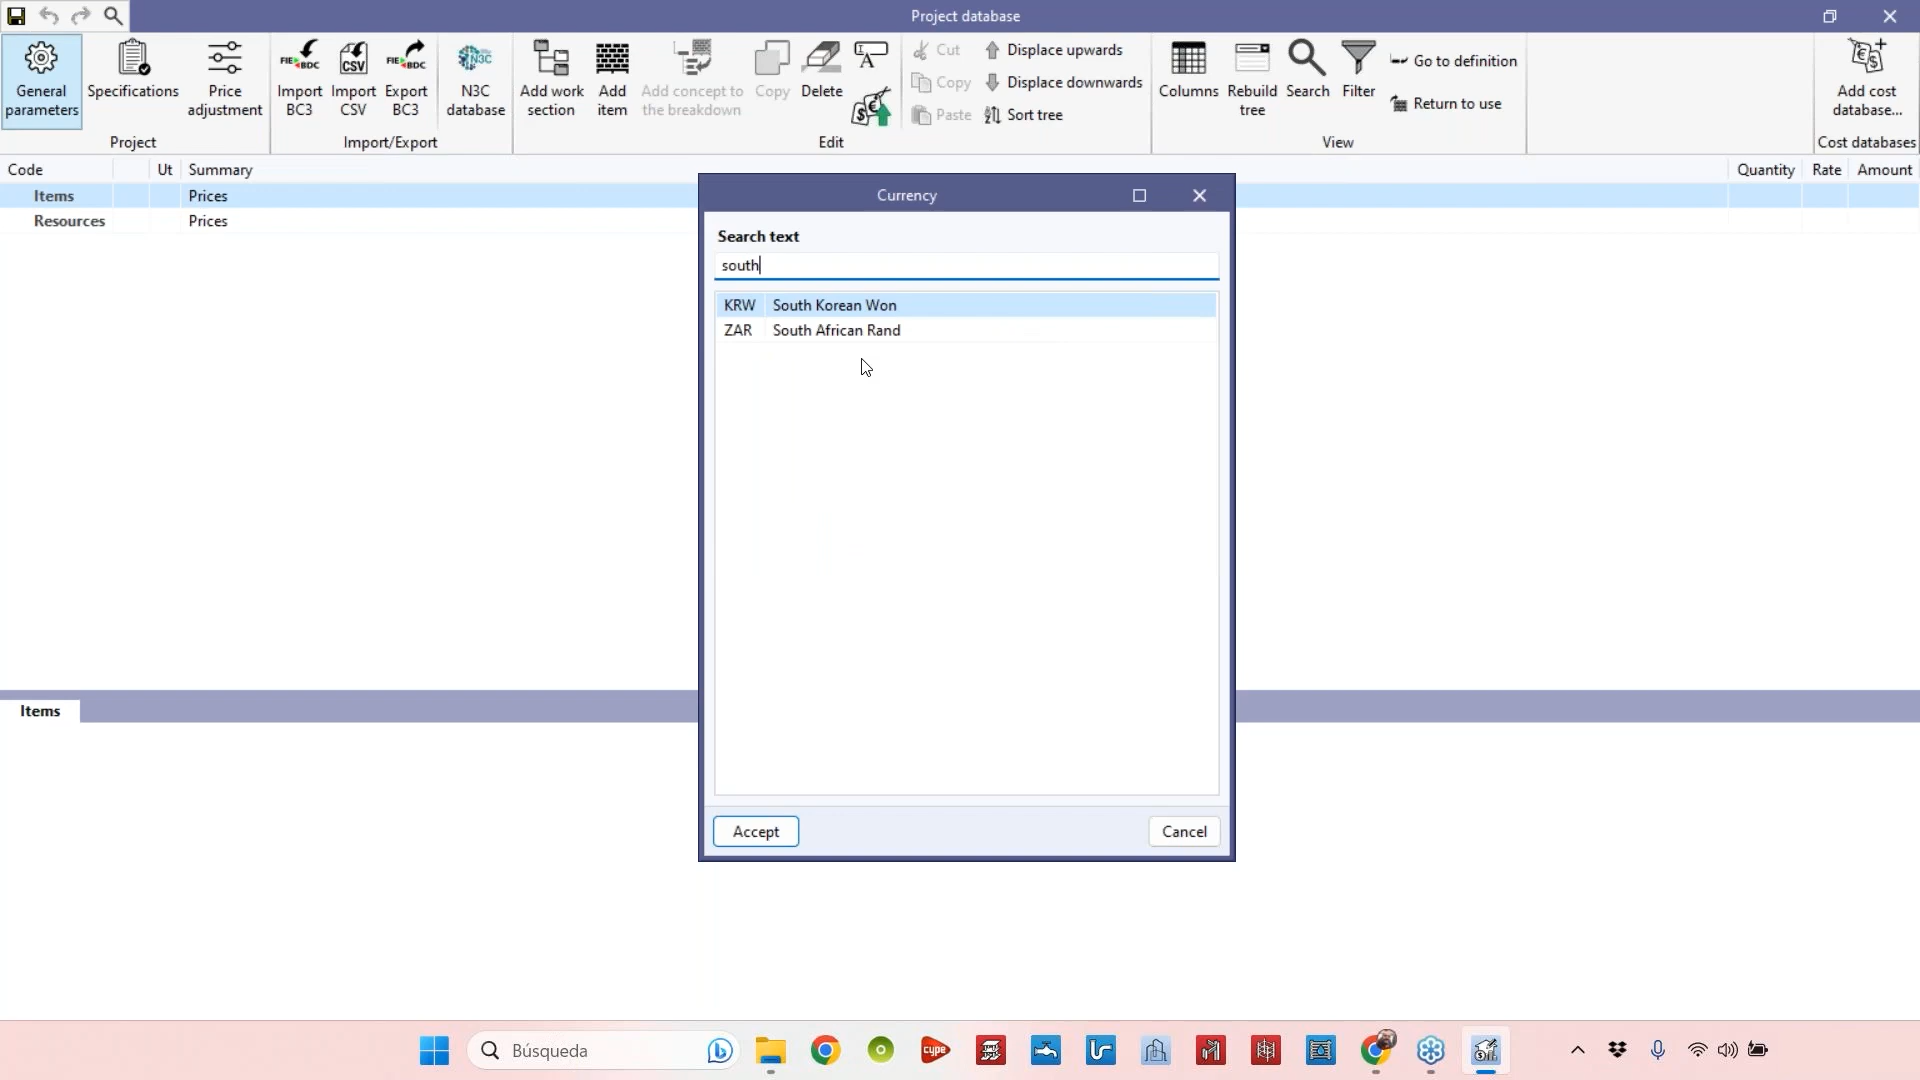 Project database
General parameters
Specifications
Price adjustment
Import BC3
Import CSV
Export BC3
N3C database
Add work section
Add item
Add concept to the breakdown
Copy
Delete
Cut
Copy
Paste
Displace upwards
Displace downwards
Sort tree
Columns
Rebuild tree
Search
Filter
Go to definition
Return to use
Add cost database...
Project
Import/Export
Edit
View
Cost databases
Code Ut Summary Quantity Rate Amount
Items Prices
Resources Prices
Currency
Search text
south
KRW South Korean Won
ZAR South African Rand
Accept
Cancel
Items
Búsqueda